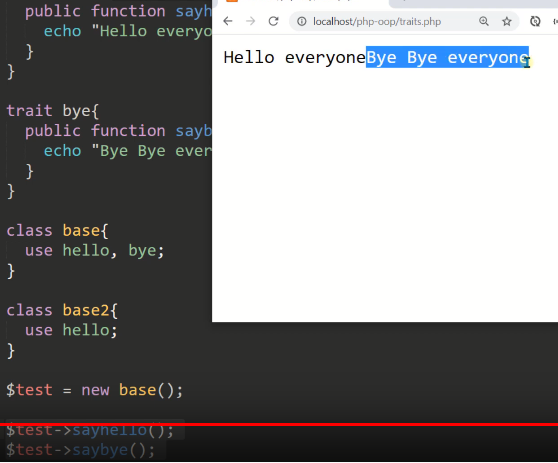 public function sayh
echo "Hello everyo
}
}
trait bye{
public function sayb
echo "Bye Bye ever
}
}
class base{
use hello, bye;
}
class base2{
use hello;
}
$test = new base();
$test->sayhello();
$test->saybye();
localhost/php-oop/traits.php
Hello everyoneBye Bye everyone